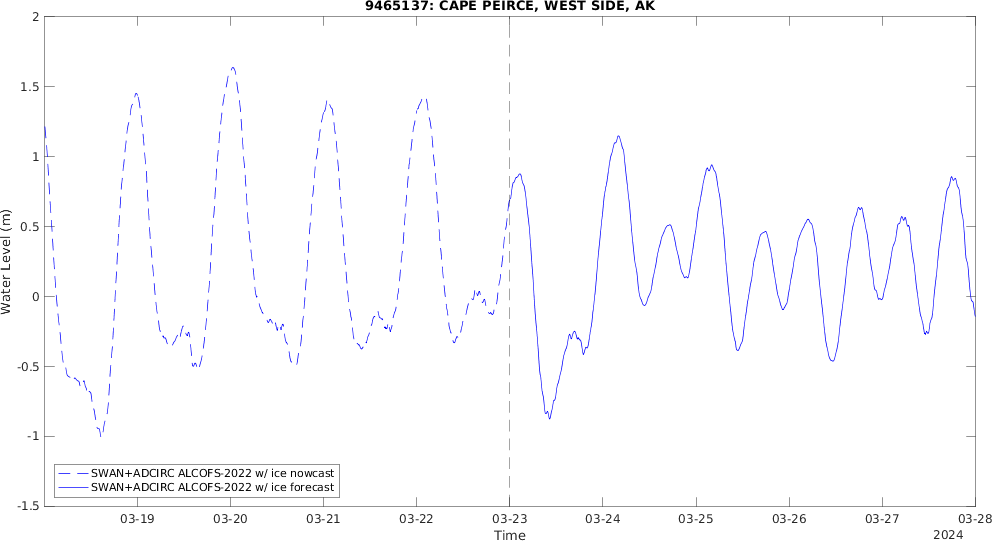 9465137: CAPE PEIRCE, WEST SIDE, AK
2
1.5
1
0.5
0
-0.5
-1
-1.5
Water Level (m)
SWAN+ADCIRC ALCOFS-2022 w/ ice nowcast
SWAN+ADCIRC ALCOFS-2022 w/ ice forecast
03-19 03-20 03-21 03-22 03-23 03-24 03-25 03-26 03-27 03-28
Time
2024